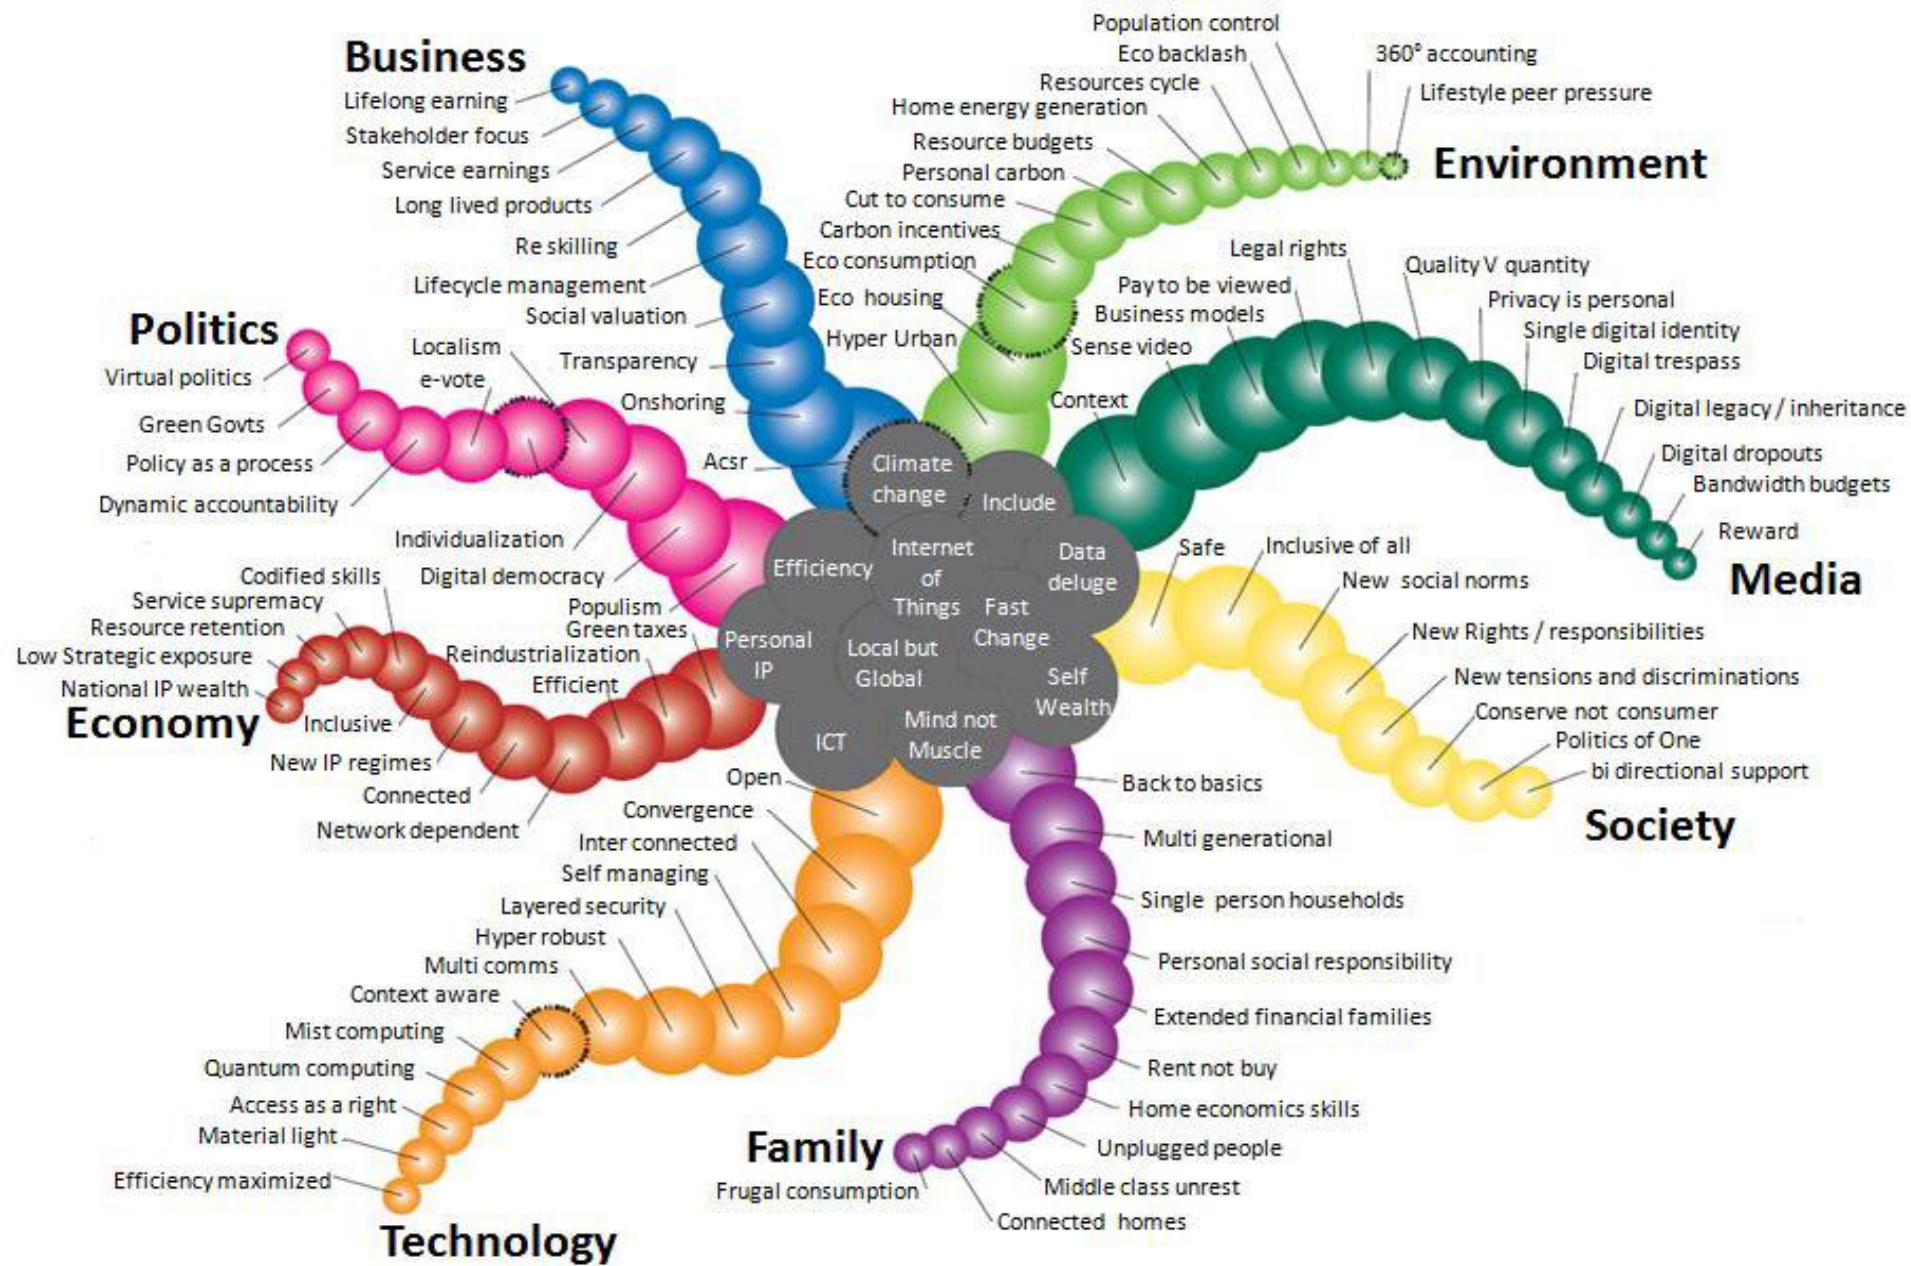 Business
Lifelong earning
Stakeholder focus
Service earnings
Long lived products
Re skilling
Lifecycle management
Social valuation
Transparency
Onshoring
Acsr
Population control
Eco backlash
Resources cycle
Home energy generation
Resource budgets
Personal carbon
Cut to consume
Carbon incentives
Eco consumption
Eco housing
Hyper Urban
360° accounting
Lifestyle peer pressure
Environment
Legal rights
Pay to be viewed
Business models
Sense video
Context
Quality V quantity
Privacy is personal
Single digital identity
Digital trespass
Digital legacy / inheritance
Digital dropouts
Bandwidth budgets
Reward
Media
Politics
Virtual politics
Green Govts
Policy as a process
Dynamic accountability
Localism
e-vote
Individualization
Digital democracy
Populism
Climate
change
Include
Efficiency
Internet
of
Things
Data
deluge
Fast
Change
Personal
IP
Local but
Global
Self
Wealth
ICT
Mind not
Muscle
Safe
Inclusive of all
New social norms
New Rights / responsibilities
New tensions and discriminations
Conserve not consumer
Politics of One
bi directional support
Society
Codified skills
Service supremacy
Resource retention
Low Strategic exposure
National IP wealth
Economy
Green taxes
Reindustrialization
Efficient
Inclusive
New IP regimes
Connected
Network dependent
Open
Convergence
Inter connected
Self managing
Layered security
Hyper robust
Multi comms
Context aware
Mist computing
Quantum computing
Access as a right
Material light
Efficiency maximized
Technology
Back to basics
Multi generational
Single person households
Personal social responsibility
Extended financial families
Rent not buy
Home economics skills
Unplugged people
Middle class unrest
Connected homes
Frugal consumption
Family